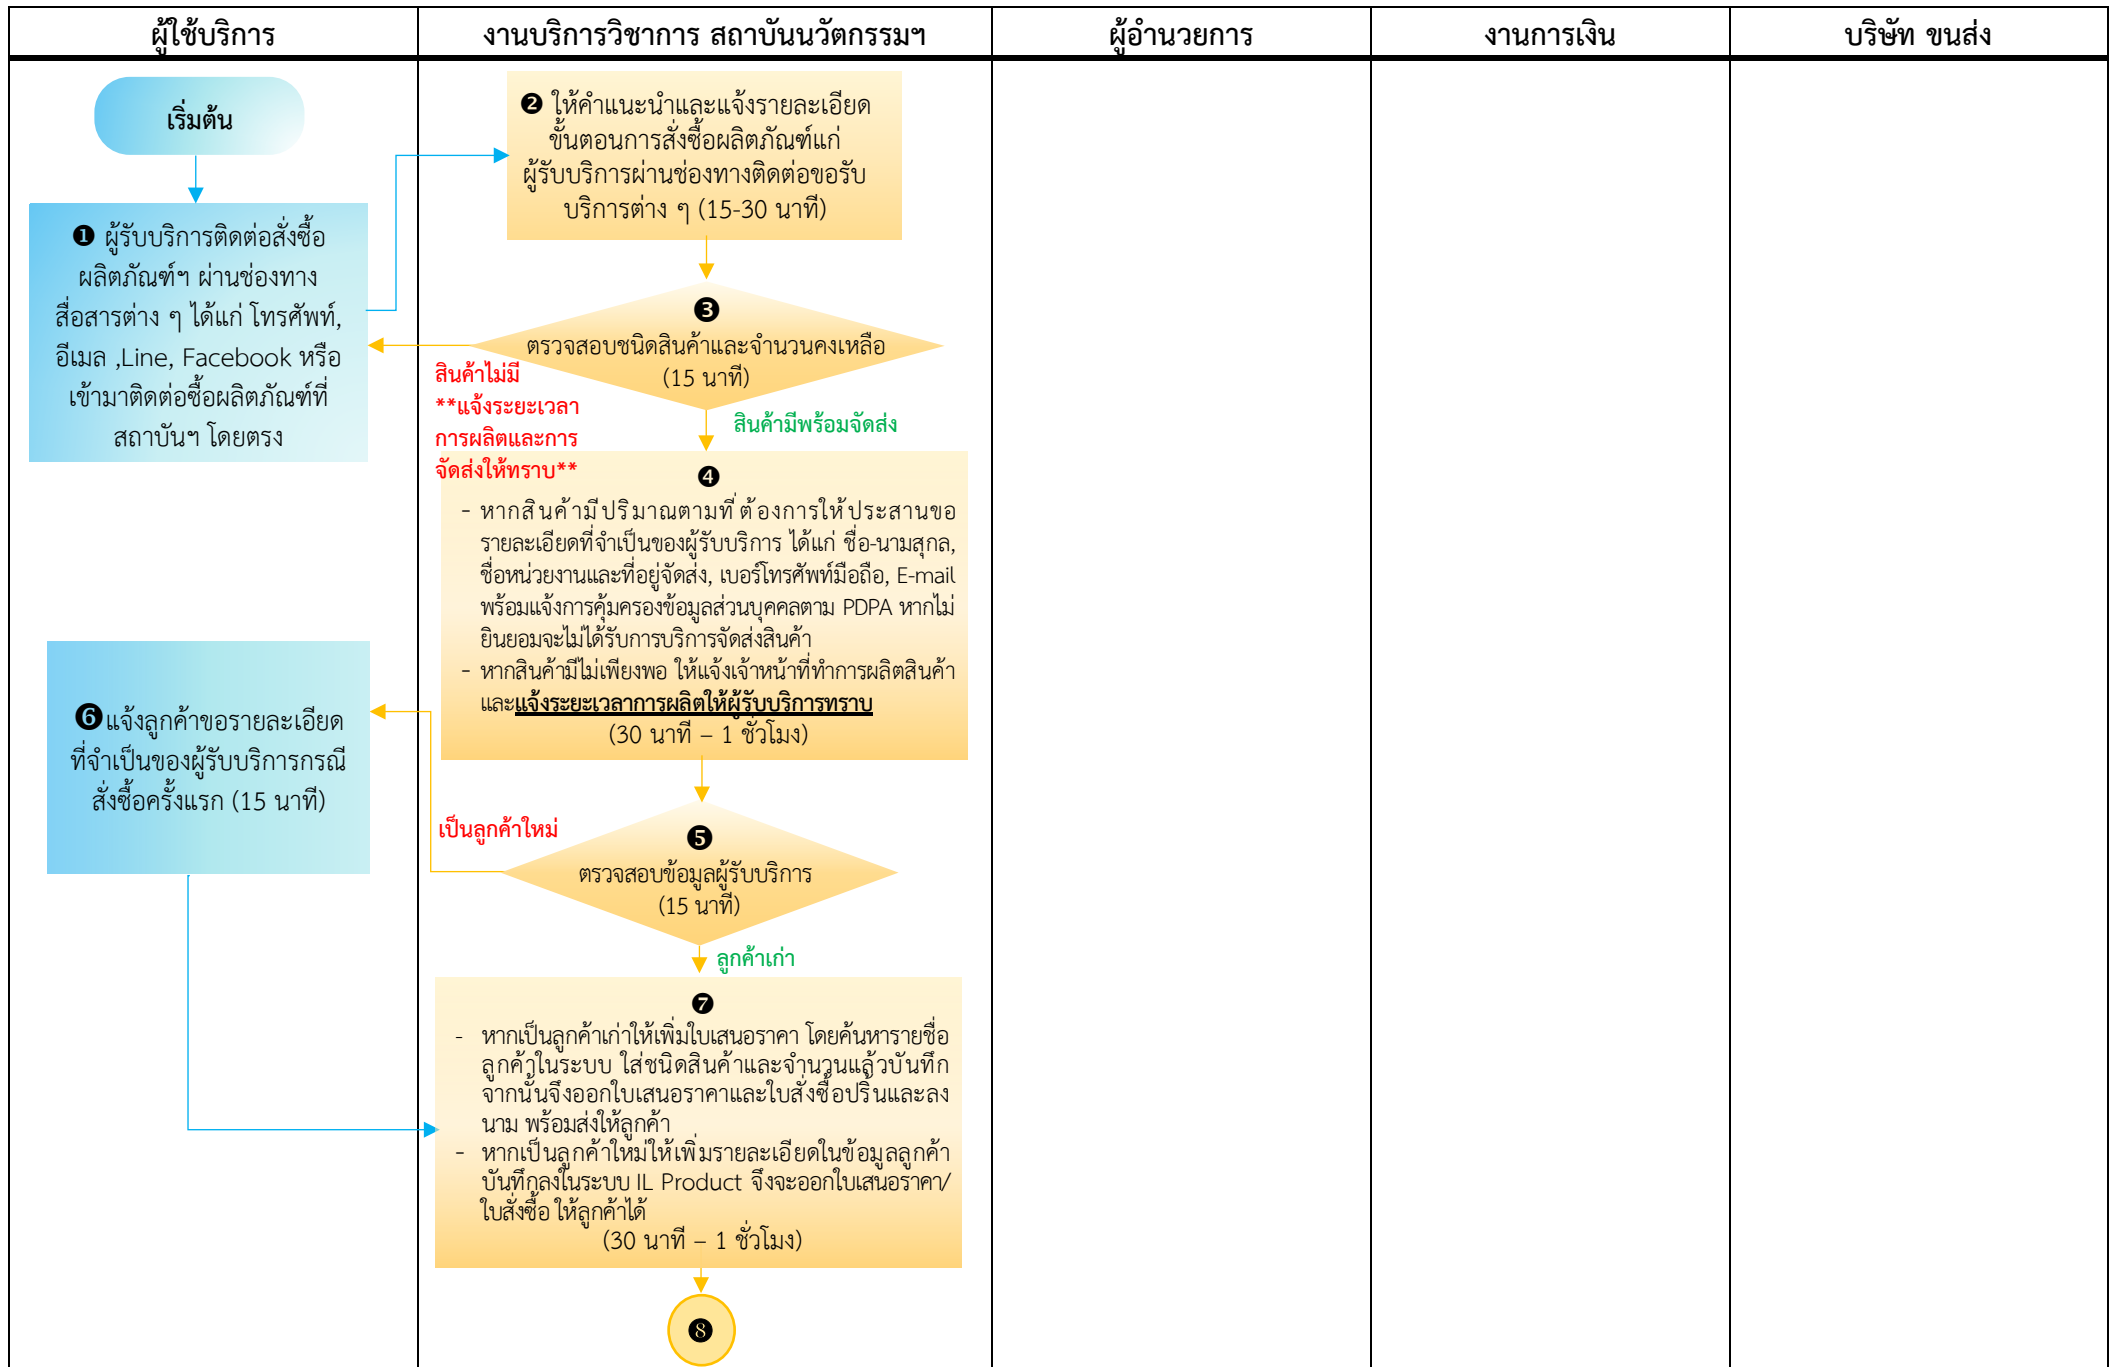 ผู้ใช้บริการ
งานบริการวิชาการ สถาบันนวัตกรรมฯ
ผู้อำนวยการ
งานการเงิน
บริษัท ขนส่ง
เริ่มต้น
❶ ผู้รับบริการติดต่อสั่งซื้อ
ผลิตภัณฑ์ฯ ผ่านช่องทาง
สื่อสารต่าง ๆ ได้แก่ โทรศัพท์,
อีเมล ,Line, Facebook หรือ
เข้ามาติดต่อซื้อผลิตภัณฑ์ที่
สถาบันฯ โดยตรง
❷ ให้คำแนะนำและแจ้งรายละเอียด
ขั้นตอนการสั่งซื้อผลิตภัณฑ์แก่
ผู้รับบริการผ่านช่องทางติดต่อขอรับ
บริการต่าง ๆ (15-30 นาที)
❸
ตรวจสอบชนิดสินค้าและจำนวนคงเหลือ
(15 นาที)
สินค้าไม่มี
**แจ้งระยะเวลา
การผลิตและการ
จัดส่งให้ทราบ**
สินค้ามีพร้อมจัดส่ง
❹
- หากสินค้ามีปริมาณตามที่ต้องการให้ประสานขอ
รายละเอียดที่จำเป็นของผู้รับบริการ ได้แก่ ชื่อ-นามสกุล,
ชื่อหน่วยงานและที่อยู่จัดส่ง, เบอร์โทรศัพท์มือถือ, E-mail
พร้อมแจ้งการคุ้มครองข้อมูลส่วนบุคคลตาม PDPA หากไม่
ยินยอมจะไม่ได้รับการบริการจัดส่งสินค้า
- หากสินค้ามีไม่เพียงพอ ให้แจ้งเจ้าหน้าที่ทำการผลิตสินค้า
และแจ้งระยะเวลาการผลิตให้ผู้รับบริการทราบ
(30 นาที – 1 ชั่วโมง)
❺
ตรวจสอบข้อมูลผู้รับบริการ
(15 นาที)
เป็นลูกค้าใหม่
ลูกค้าเก่า
❻แจ้งลูกค้าขอรายละเอียด
ที่จำเป็นของผู้รับบริการกรณี
สั่งซื้อครั้งแรก (15 นาที)
❼
- หากเป็นลูกค้าเก่าให้เพิ่มใบเสนอราคา โดยค้นหารายชื่อ
ลูกค้าในระบบ ใส่ชนิดสินค้าและจำนวนแล้วบันทึก
จากนั้นจึงออกใบเสนอราคาและใบสั่งซื้อปริ้นและลง
นาม พร้อมส่งให้ลูกค้า
- หากเป็นลูกค้าใหม่ให้เพิ่มรายละเอียดในข้อมูลลูกค้า
บันทึกลงในระบบ IL Product จึงจะออกใบเสนอราคา/
ใบสั่งซื้อ ให้ลูกค้าได้
(30 นาที – 1 ชั่วโมง)
❽